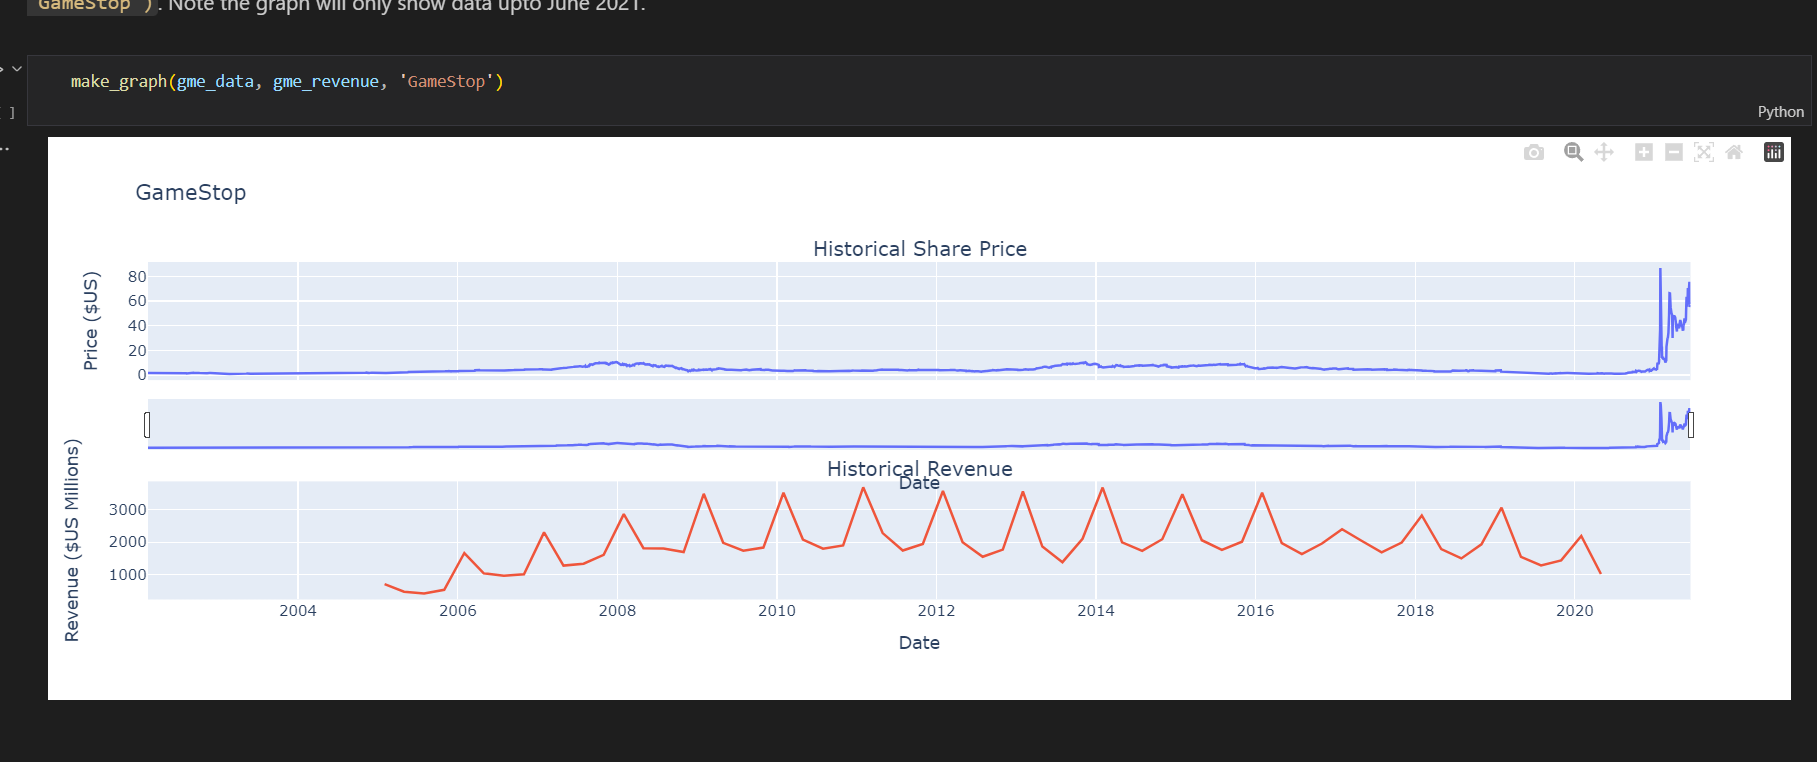 GameStop'). Note the graph will only show data upto June 2021.
make_graph(gme_data, gme_revenue, 'GameStop')
[ ]
Python
GameStop
Historical Share Price
Price ($US)
80
60
40
20
0
Historical Revenue
Date
Revenue ($US Millions)
3000
2000
1000
2004 2006 2008 2010 2012 2014 2016 2018 2020
Date